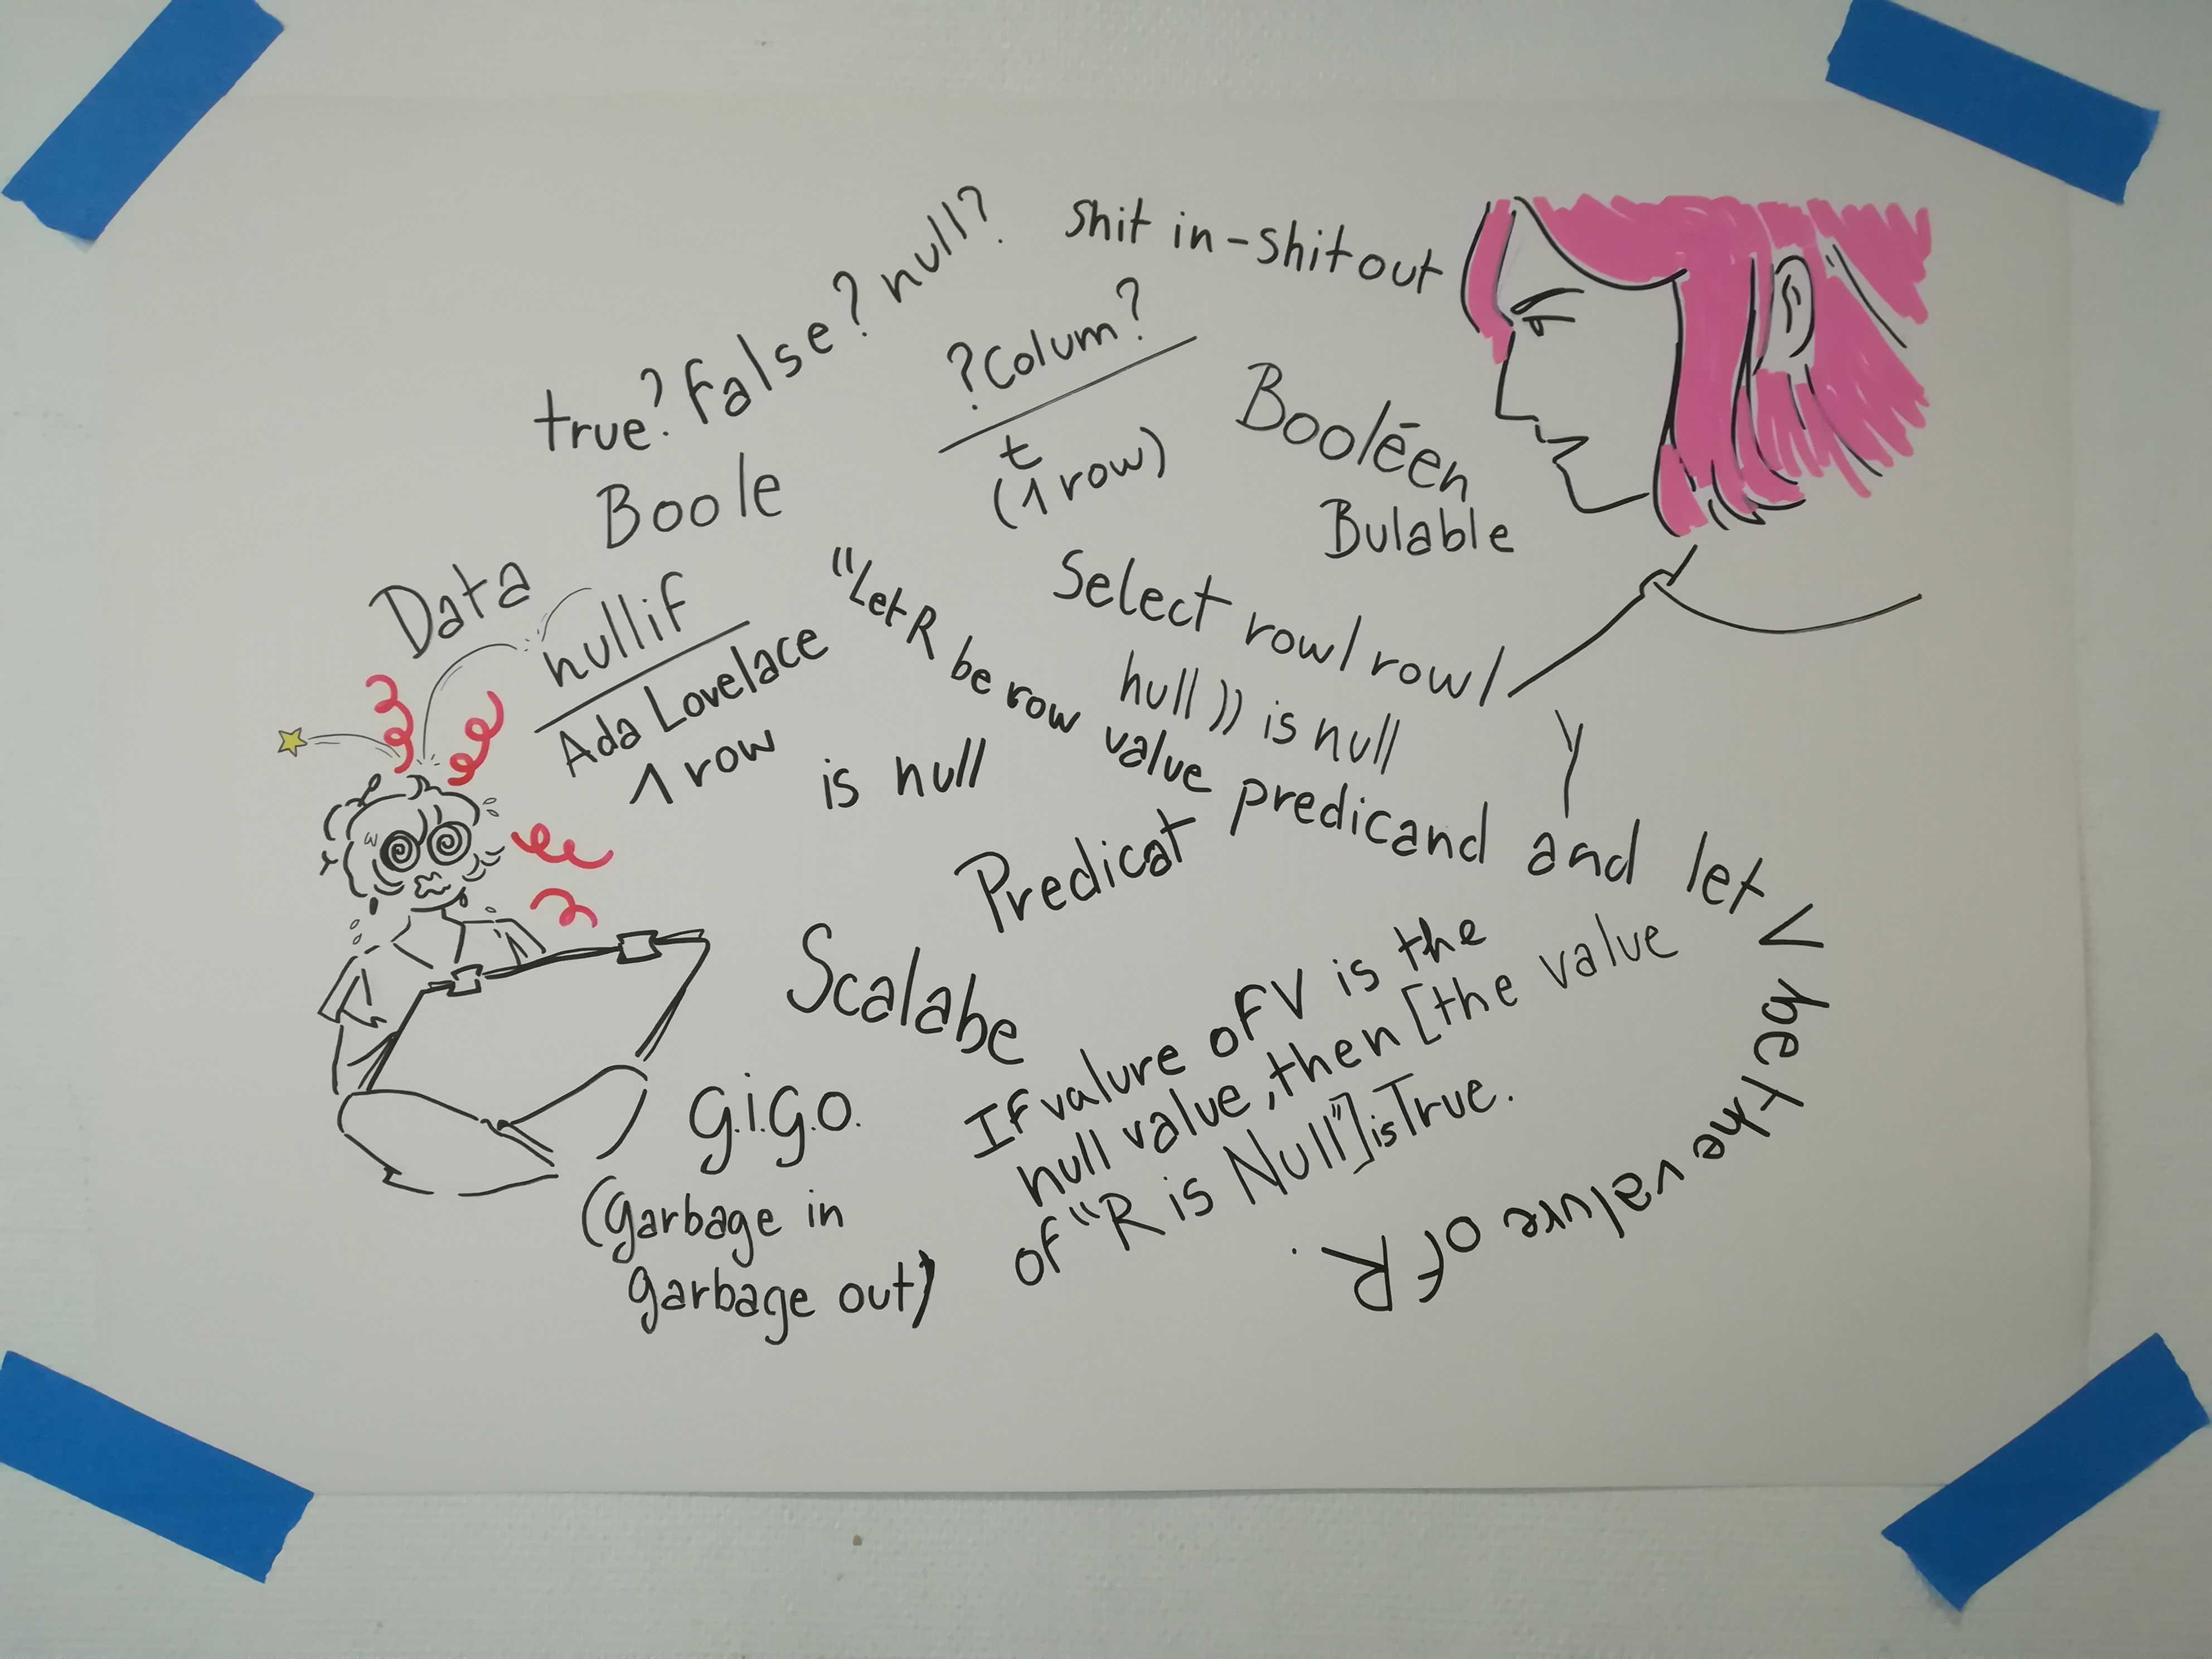 shit in-shit out
true? False? null?
?Colum?
t
(1 row)
Booléen
Bulable
Boole
Data
nullif
Ada Lovelace
1 row
is null
Select row(row(
null)) is null
"Let R be row value predicand and let V be the valure of R.
Predicat
Scalabe
If valure of V is the
null value, then [the value
of "R is Null"] is True.
G.i.g.o.
(garbage in
garbage out)